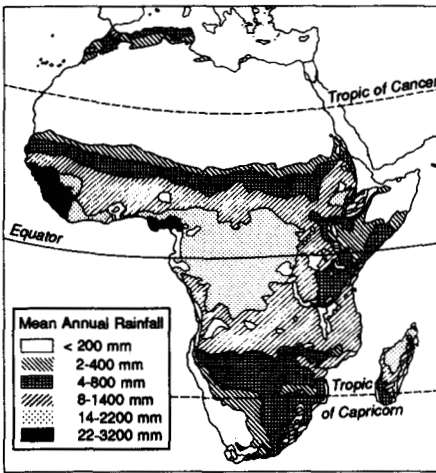 Tropic of Cancer
Equator
Mean Annual Rainfall
< 200 mm
2-400 mm
4-800 mm
8-1400 mm
14-2200 mm
22-3200 mm
Tropic
of Capricorn